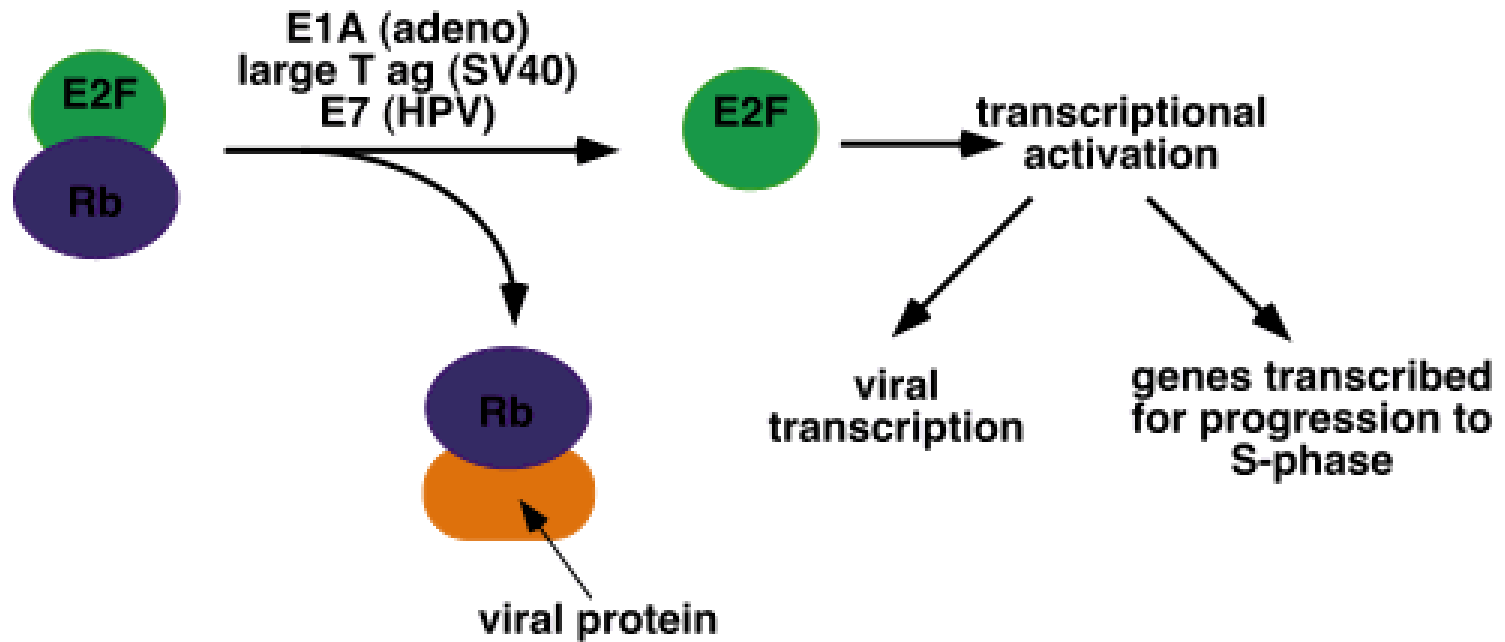 E1A (adeno)
large T ag (SV40)
E7 (HPV)
E2F
Rb
E2F
transcriptional
activation
Rb
viral
transcription
genes transcribed
for progression to
S-phase
viral protein